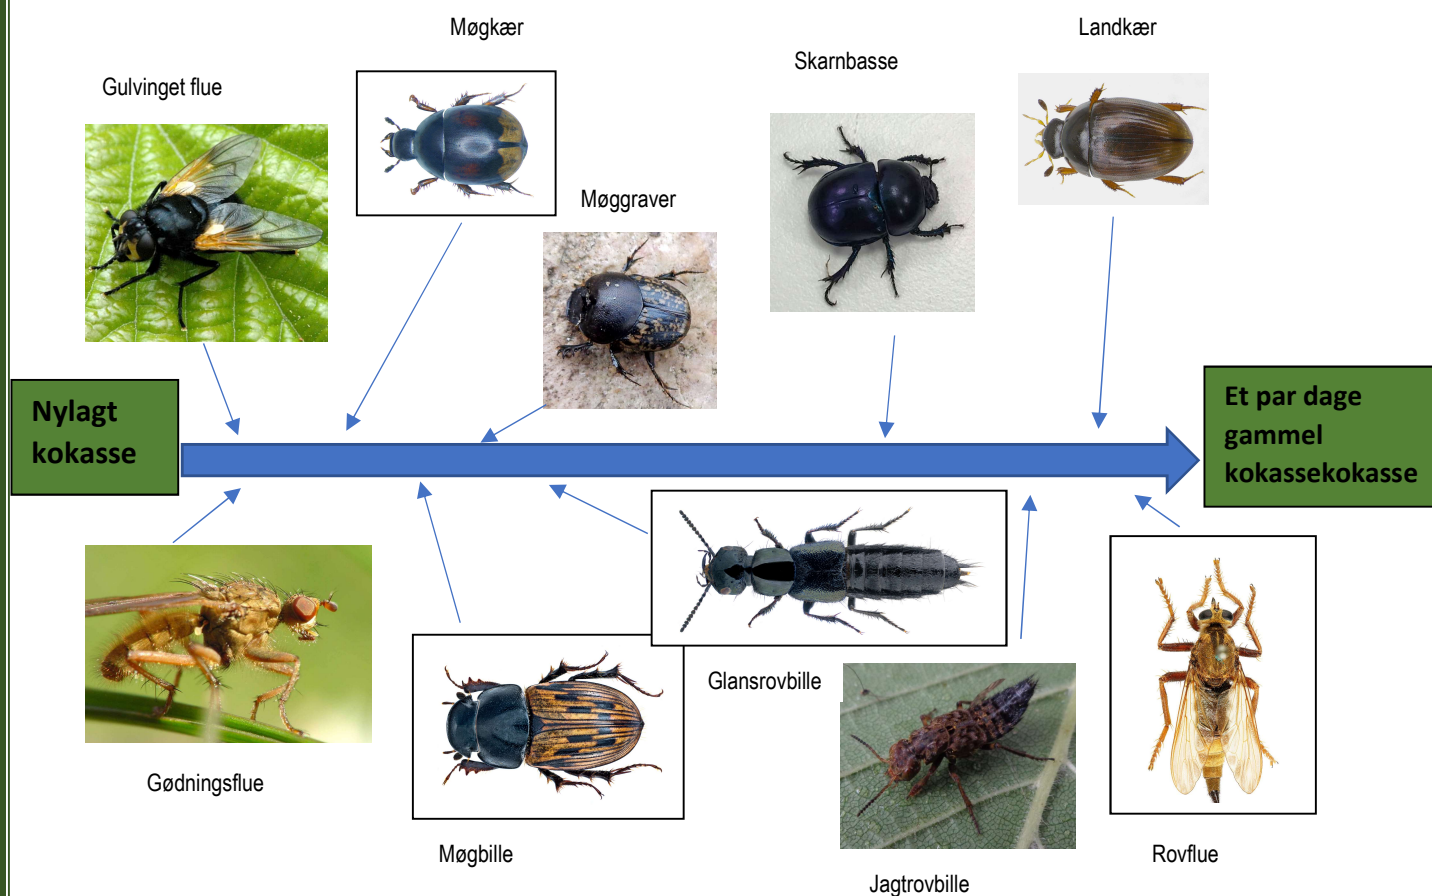 Møgkær
Landkær
Skarnbasse
Gulvinget flue
Møggraver
Nylagt
kokasse
Et par dage
gammel
kokassekokasse
Glansrovbille
Gødningsflue
Møgbille
Rovflue
Jagtrovbille